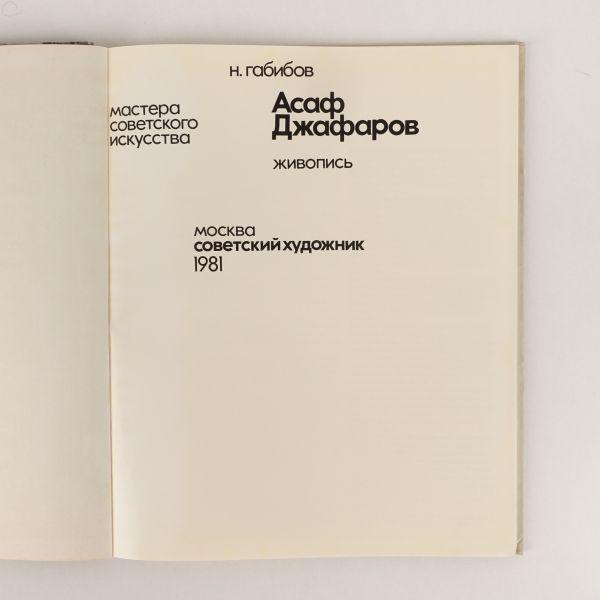 н. габибов
мастера
советского
искусства
Асаф
Джафаров
живопись
москва
советский художник
1981